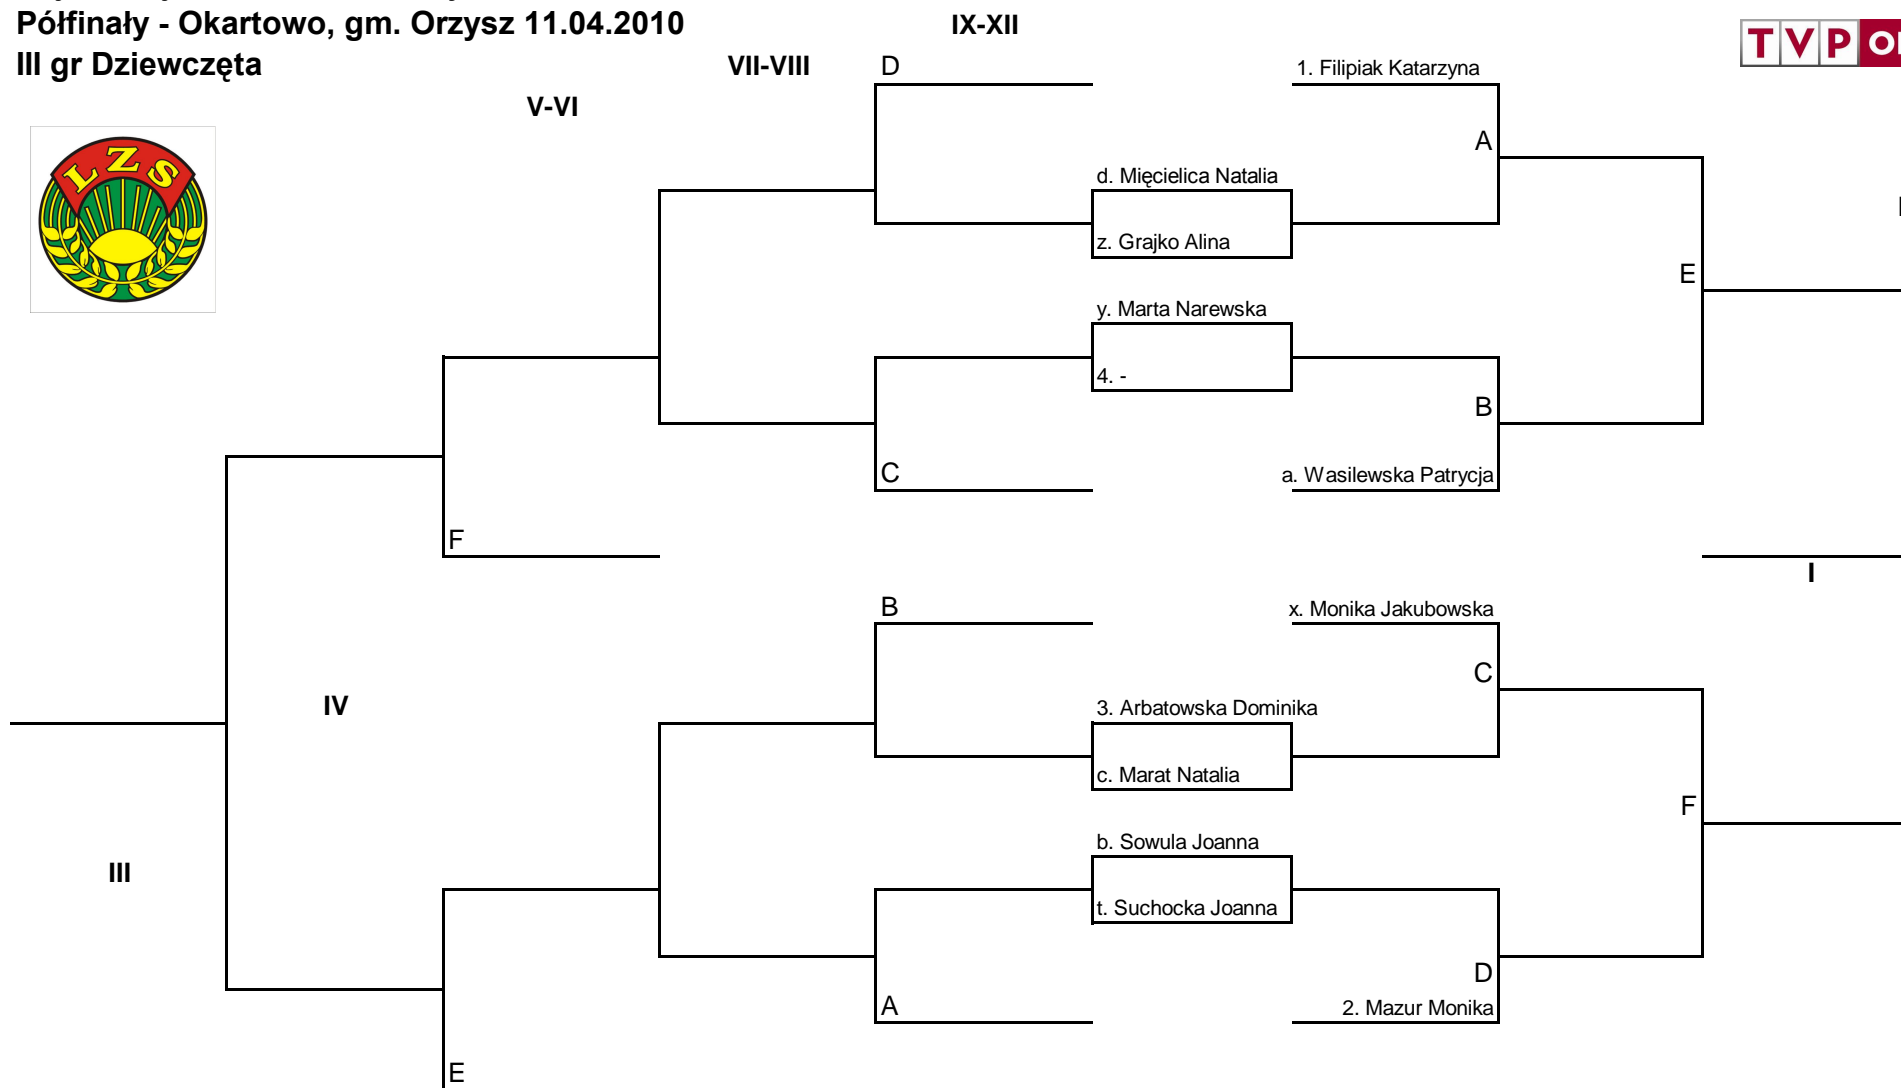 Półfinały - Okartowo, gm. Orzysz 11.04.2010
IX-XII
III gr Dziewczęta
VII-VIII
D
1. Filipiak Katarzyna
TVP
V-VI
LZS
A
d. Mięcielica Natalia
z. Grajko Alina
E
y. Marta Narewska
4. -
B
C
a. Wasilewska Patrycja
F
I
B
x. Monika Jakubowska
C
IV
3. Arbatowska Dominika
c. Marat Natalia
F
b. Sowula Joanna
III
t. Suchocka Joanna
D
A
2. Mazur Monika
E